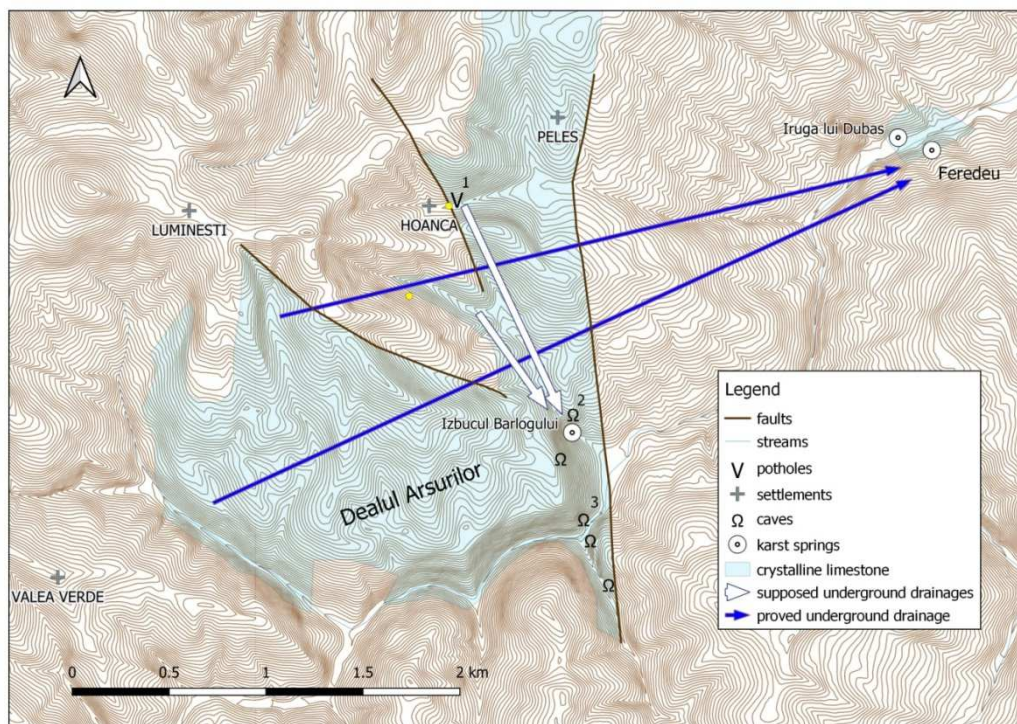 Iruga lui Dubas
PELES
Feredeu
1
V
HOANCA
LUMINESTI
2
Ω
Izbucul Barlogului
Ω
Dealul Arsurilor
3
Ω
Ω
Ω
VALEA VERDE
0 0.5 1 2 km
Legend
faults
streams
V potholes
settlements
Ω caves
karst springs
crystalline limestone
supposed underground drainages
proved underground drainage